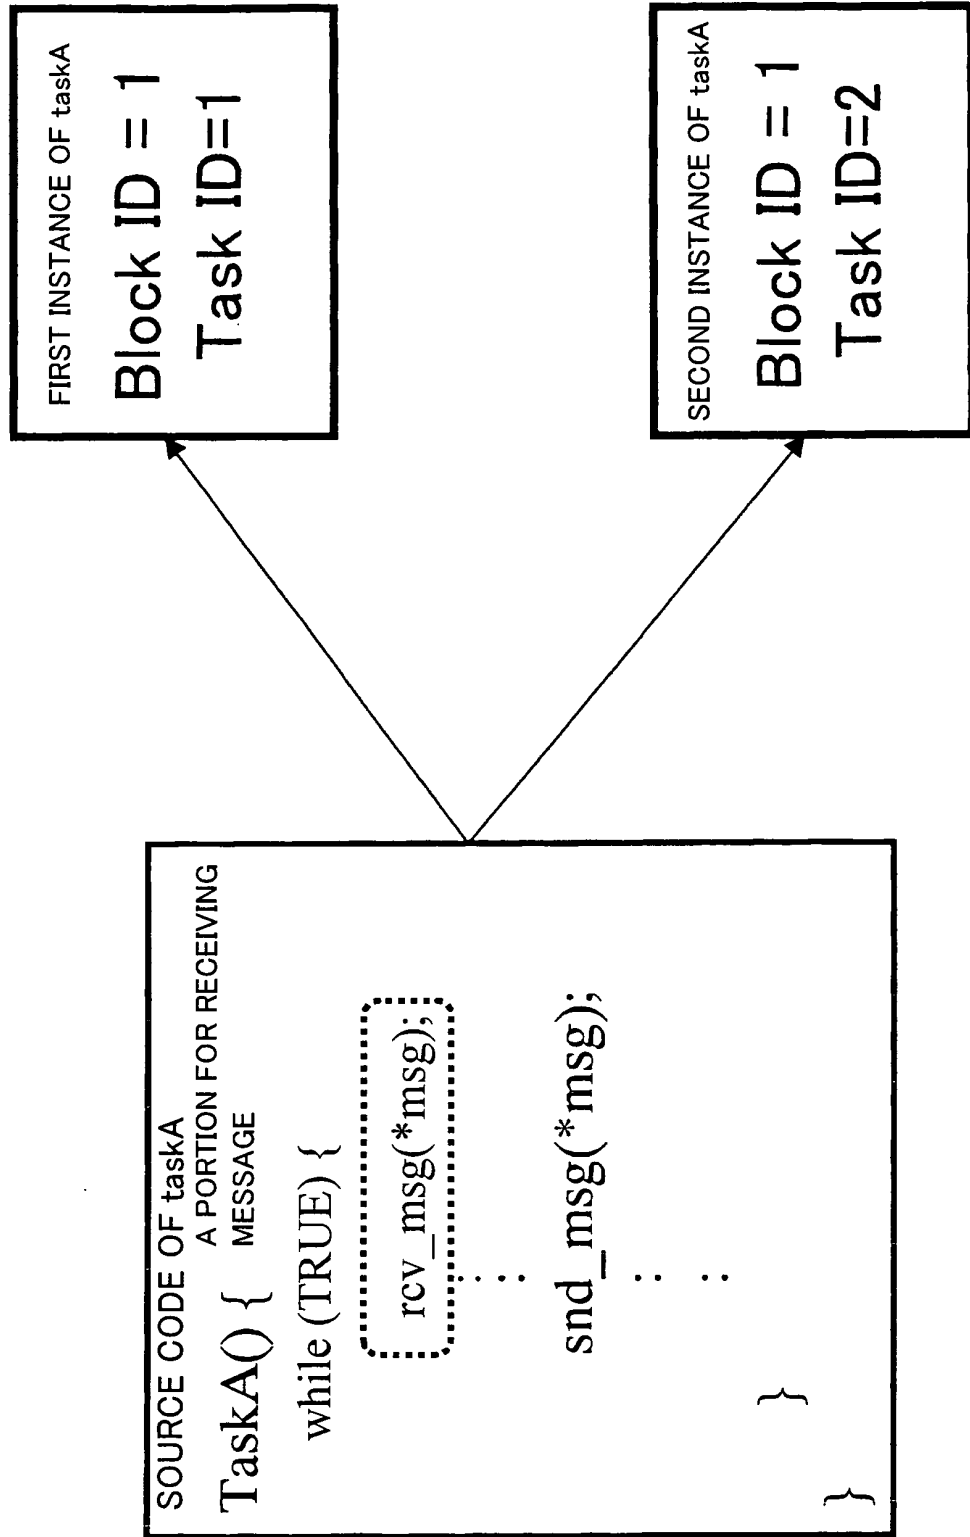 SOURCE CODE OF taskA
A PORTION FOR RECEIVING
MESSAGE
TaskA() {
while (TRUE) {
rcv_msg(*msg);
: :
snd_msg(*msg);
: :
}
}
FIRST INSTANCE OF taskA
Block ID = 1
Task ID=1
SECOND INSTANCE OF taskA
Block ID = 1
Task ID=2